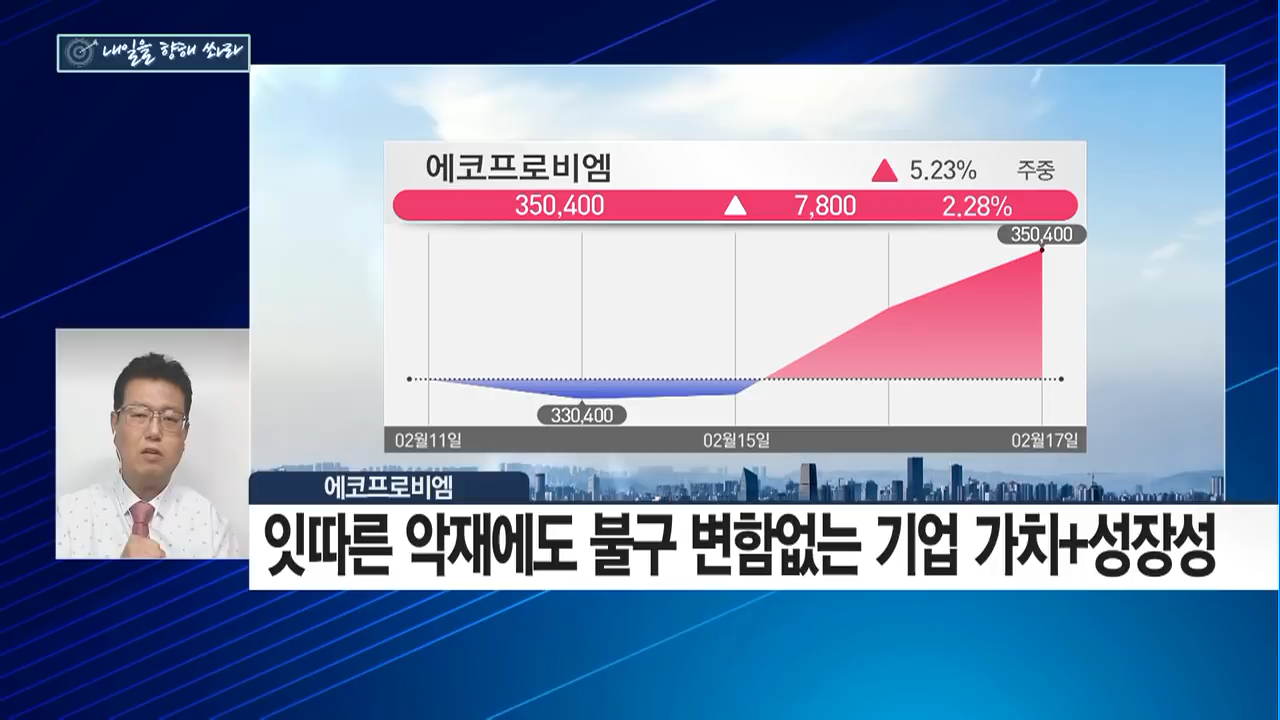 내일을 향해 쏴라
에코프로비엠 ▲ 5.23% 주중
350,400 △ 7,800 2.28%
350,400
330,400
02월11일 02월15일 02월17일
에코프로비엠
잇따른 악재에도 불구 변함없는 기업 가치+성장성